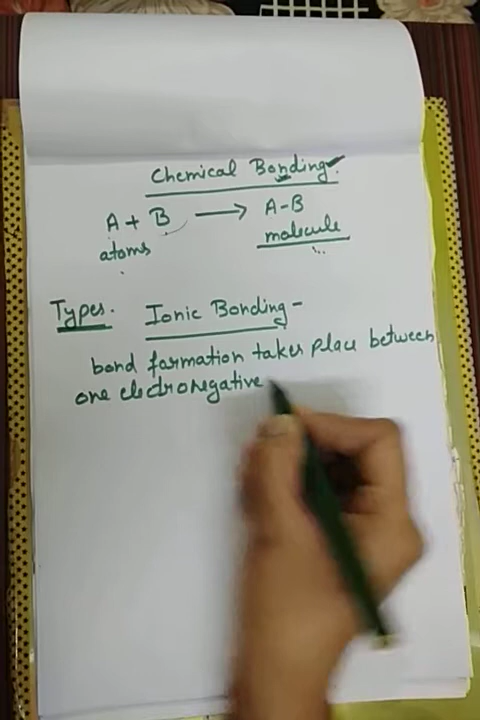 Chemical Bonding.
A + B ⟶ A-B
atoms molecule
Types. Ionic Bonding -
bond formation takes place between
one electronegative